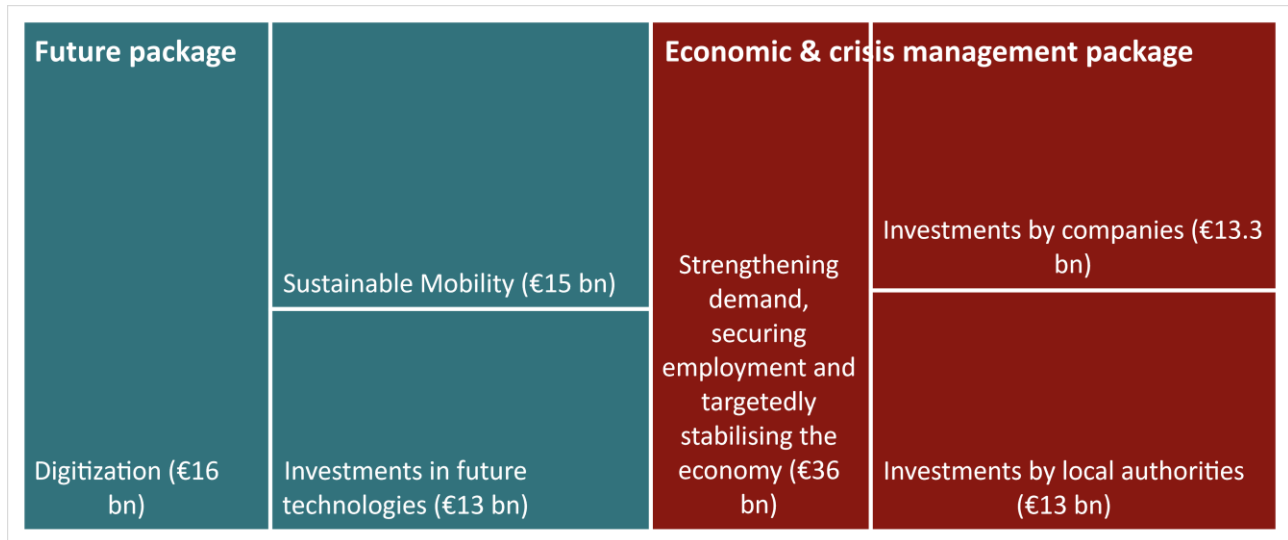 Future package
Economic & crisis management package
Digitization (€16
bn)
Sustainable Mobility (€15 bn)
Investments in future
technologies (€13 bn)
Strengthening
demand,
securing
employment and
targetedly
stabilising the
economy (€36
bn)
Investments by companies (€13.3
bn)
Investments by local authorities
(€13 bn)